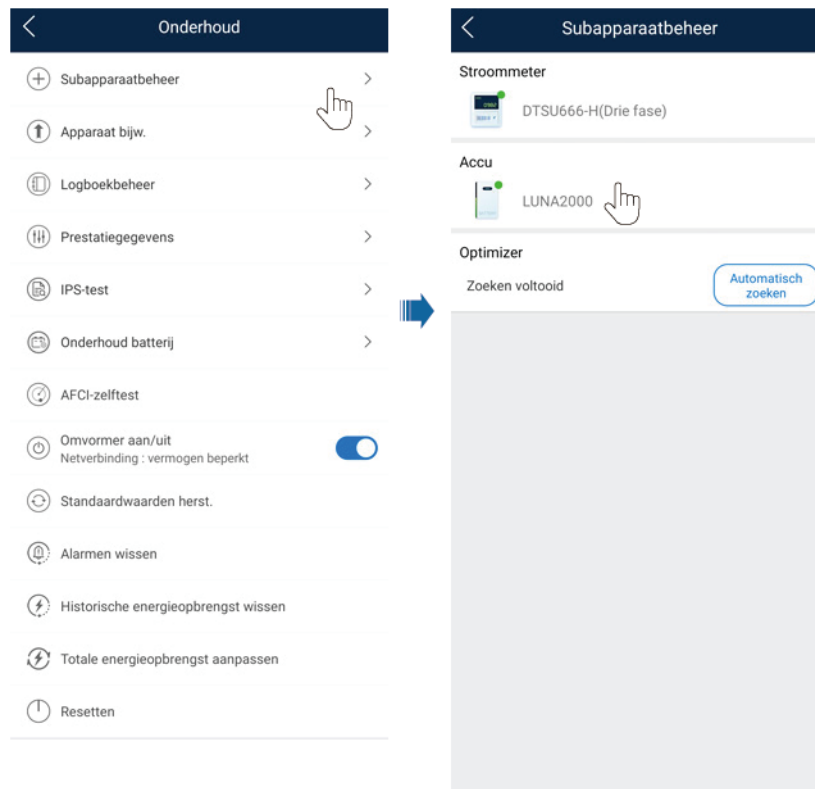 Onderhoud
Subapparaatbeheer
Apparaat bijw.
Logboekbeheer
Prestatiegegevens
IPS-test
Onderhoud batterij
AFCI-zelftest
Omvormer aan/uit
Netverbinding : vermogen beperkt
Standaardwaarden herst.
Alarmen wissen
Historische energieopbrengst wissen
Totale energieopbrengst aanpassen
Resetten
Subapparaatbeheer
Stroommeter
DTSU666-H(Drie fase)
Accu
LUNA2000
Optimizer
Zoeken voltooid
Automatisch
zoeken